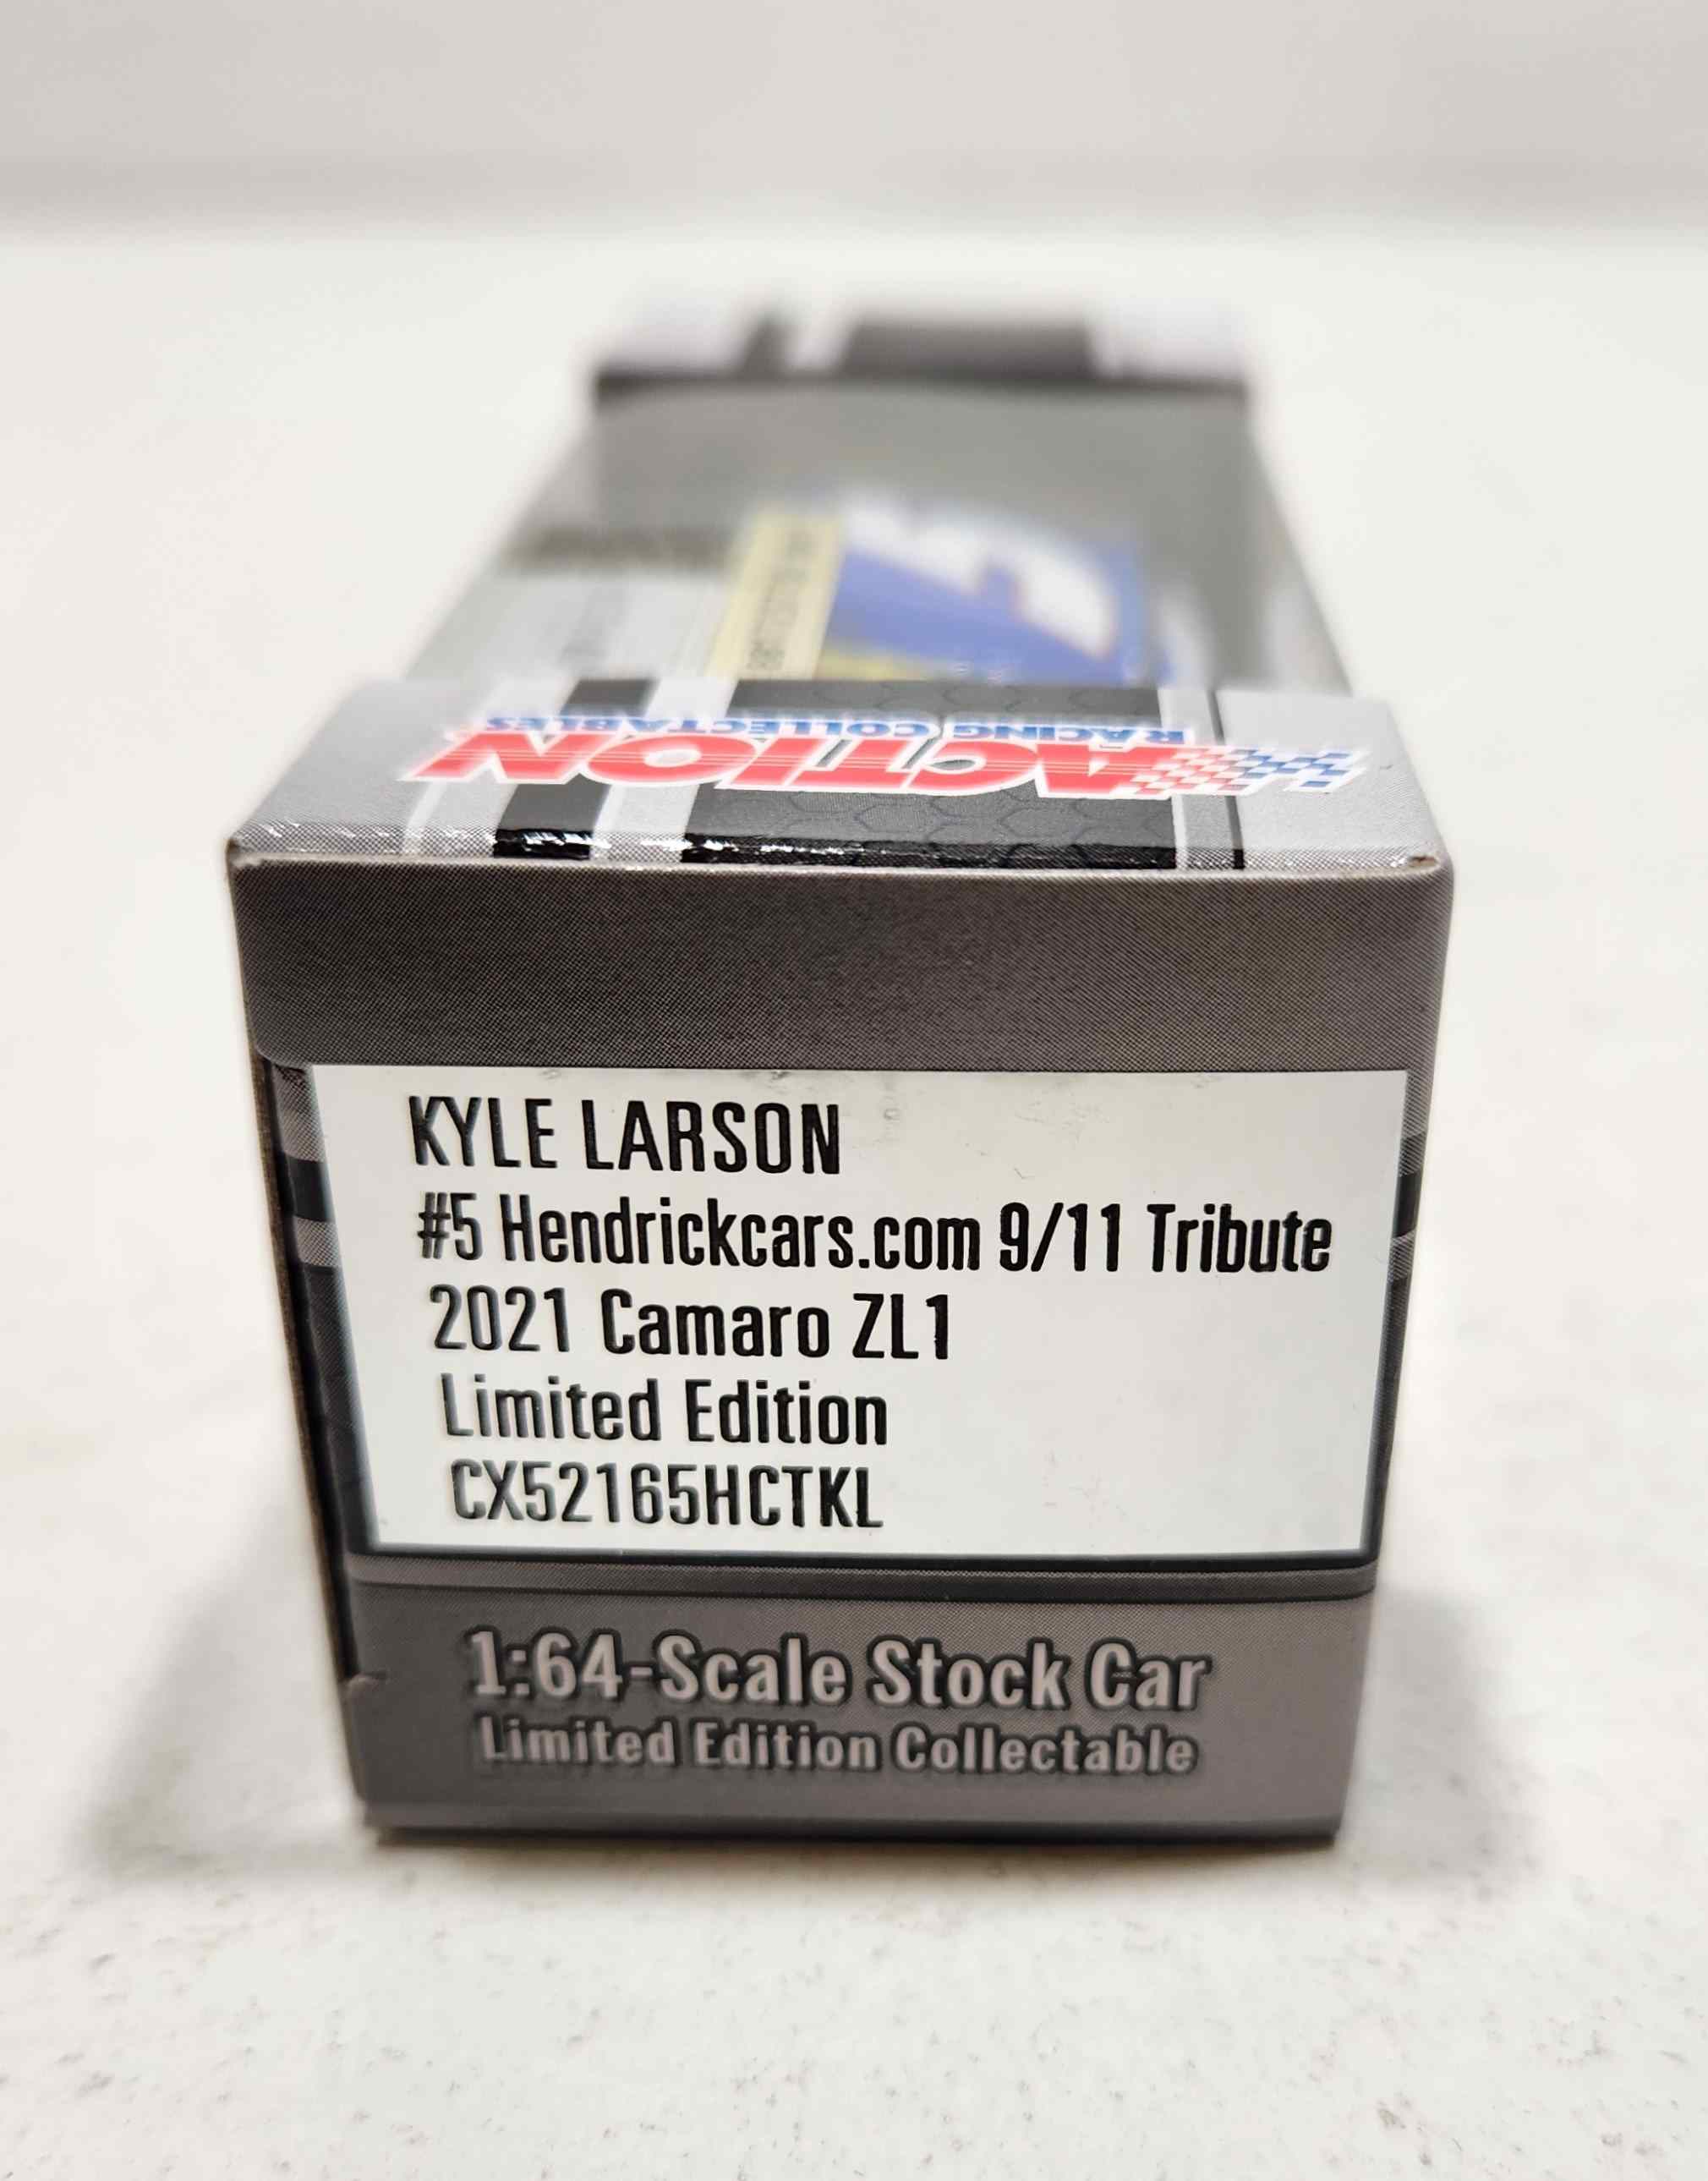 RACING COLLECTABLES
ACTION
KYLE LARSON
#5 Hendrickcars.com 9/11 Tribute
2021 Camaro ZL1
Limited Edition
CX52165HCTKL
1:64-Scale Stock Car
Limited Edition Collectable